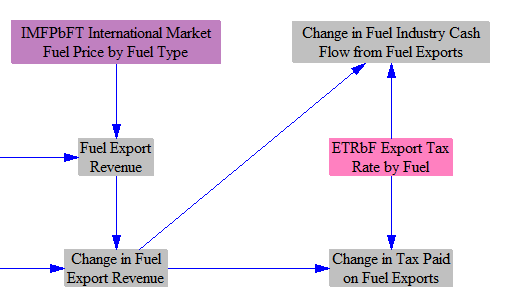 IMFPbFT International Market
Fuel Price by Fuel Type
Change in Fuel Industry Cash
Flow from Fuel Exports
Fuel Export
Revenue
ETRbF Export Tax
Rate by Fuel
Change in Fuel
Export Revenue
Change in Tax Paid
on Fuel Exports